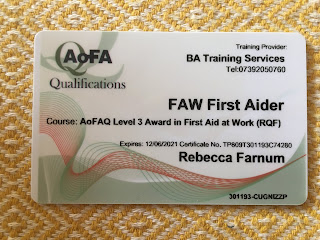 Training Provider:
AoFA
BA Training Services
Tel:07392050760
Qualifications
FAW First Aider
Course: AoFAQ Level 3 Award in First Aid at Work (RQF)
Expires: 12/06/2021 Certificate No. TP609T301193C74280
Rebecca Farnum
301193-CUGNIZZP